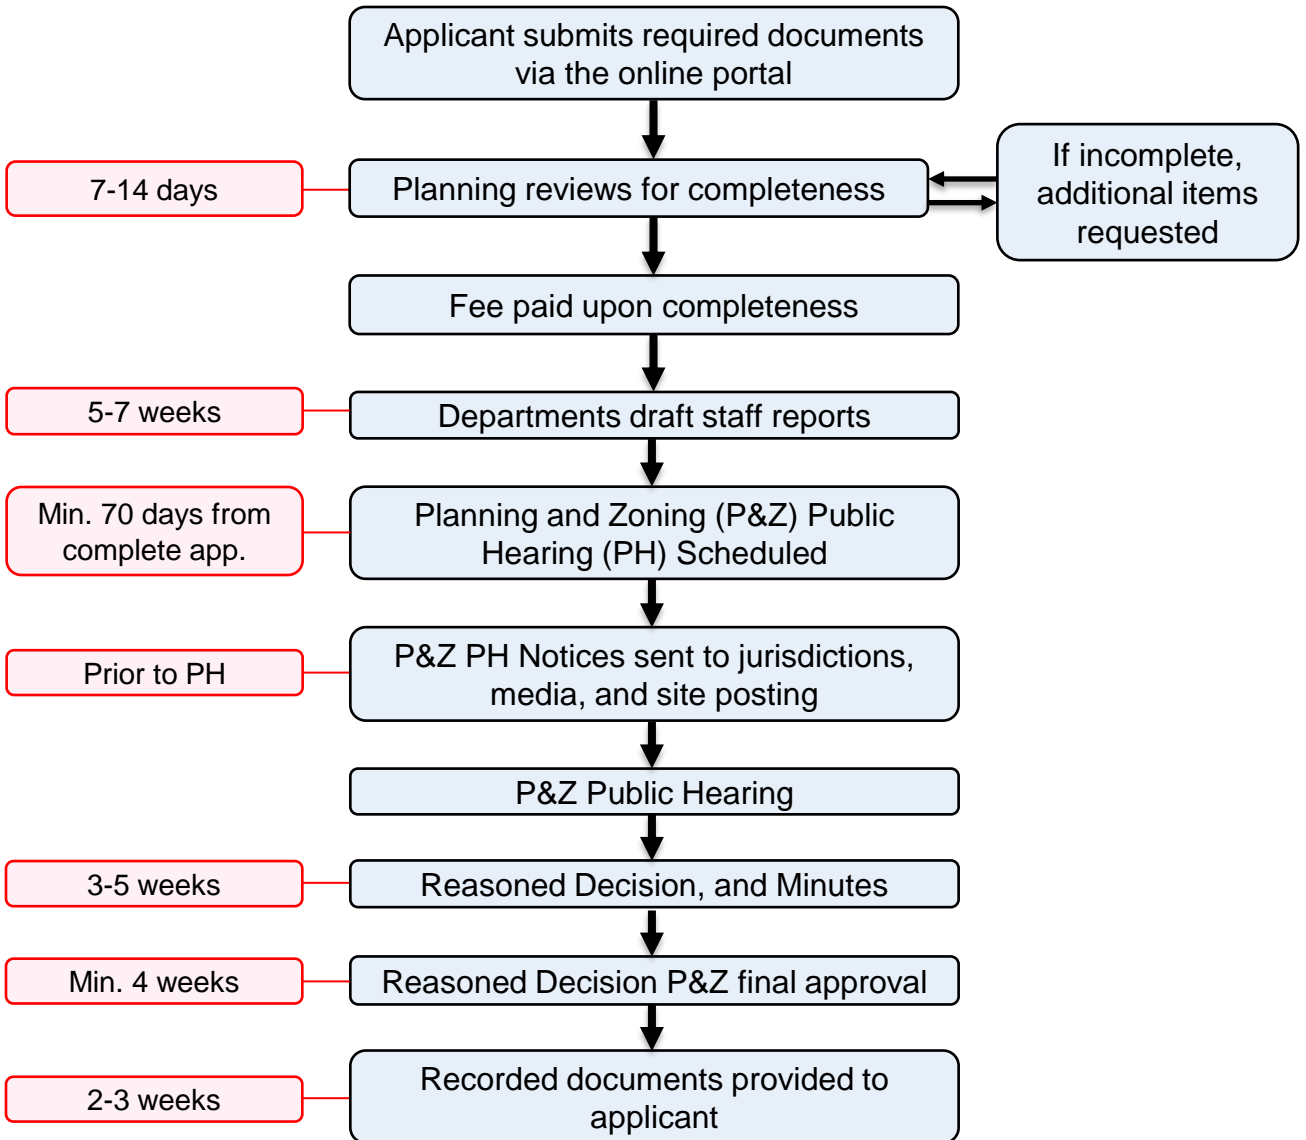 Applicant submits required documents
via the online portal
7-14 days
Planning reviews for completeness
If incomplete,
additional items
requested
Fee paid upon completeness
5-7 weeks
Departments draft staff reports
Min. 70 days from
complete app.
Planning and Zoning (P&Z) Public
Hearing (PH) Scheduled
Prior to PH
P&Z PH Notices sent to jurisdictions,
media, and site posting
P&Z Public Hearing
3-5 weeks
Reasoned Decision, and Minutes
Min. 4 weeks
Reasoned Decision P&Z final approval
2-3 weeks
Recorded documents provided to
applicant